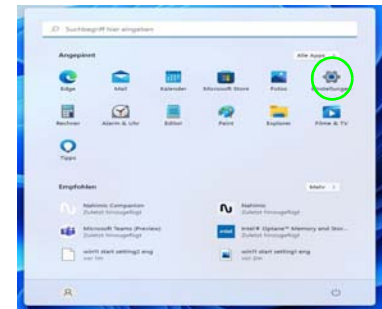 Suchbegriff hier eingeben
Angepinnt
Alle Apps >
Edge Mail Kalender Microsoft Store Fotos Einstellungen
Rechner Alarm & Uhr Editor Paint Explorer Filme & TV
Tipps
Empfohlen
Mehr >
Nahimic Companion
Zuletzt hinzugefügt
Nahimic
Zuletzt hinzugefügt
Microsoft Teams (Preview)
Zuletzt hinzugefügt
intel
Intel® Optane™ Memory and Stor...
Zuletzt hinzugefügt
win11 start setting2 eng
win11 start setting1 eng